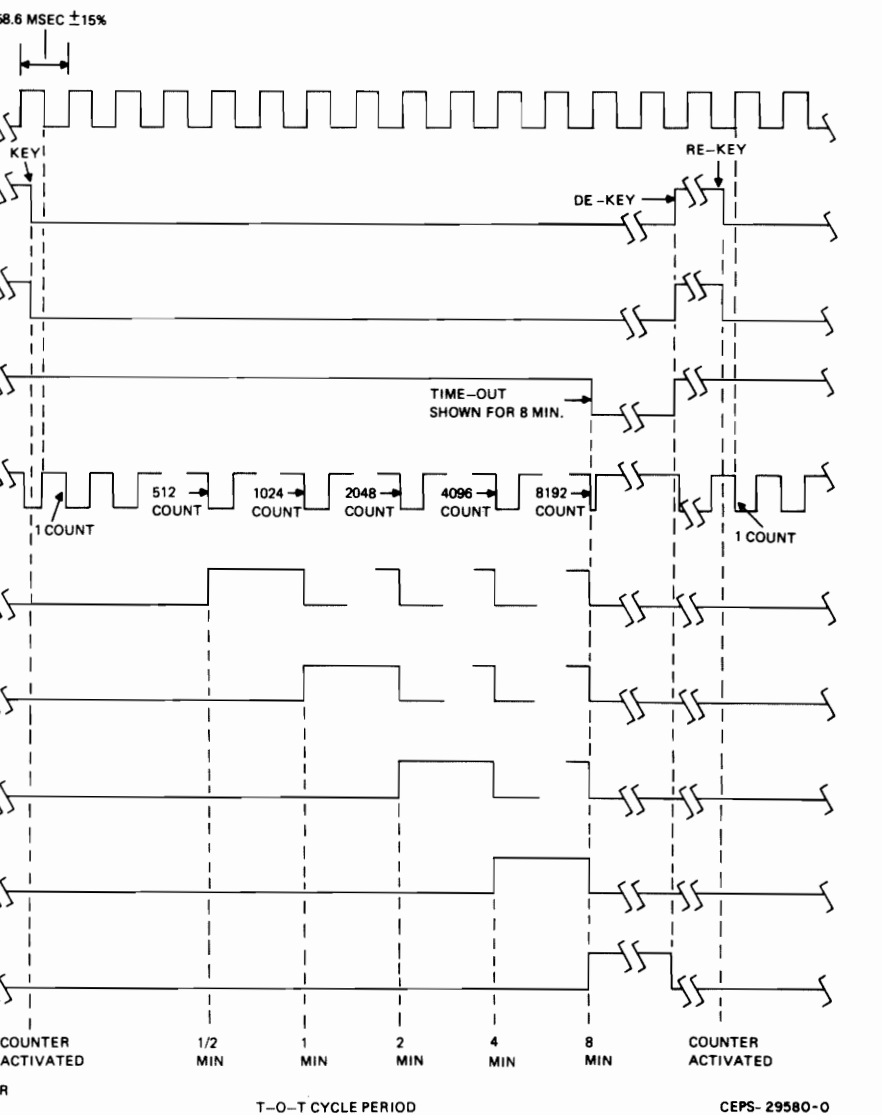 58.6 MSEC ±15%
KEY
RE-KEY
DE-KEY
TIME-OUT
SHOWN FOR 8 MIN.
512
COUNT
1024
COUNT
2048
COUNT
4096
COUNT
8192
COUNT
1 COUNT
1 COUNT
COUNTER
ACTIVATED
1/2
MIN
1
MIN
2
MIN
4
MIN
8
MIN
COUNTER
ACTIVATED
R
T-O-T CYCLE PERIOD
CEPS-29580-O